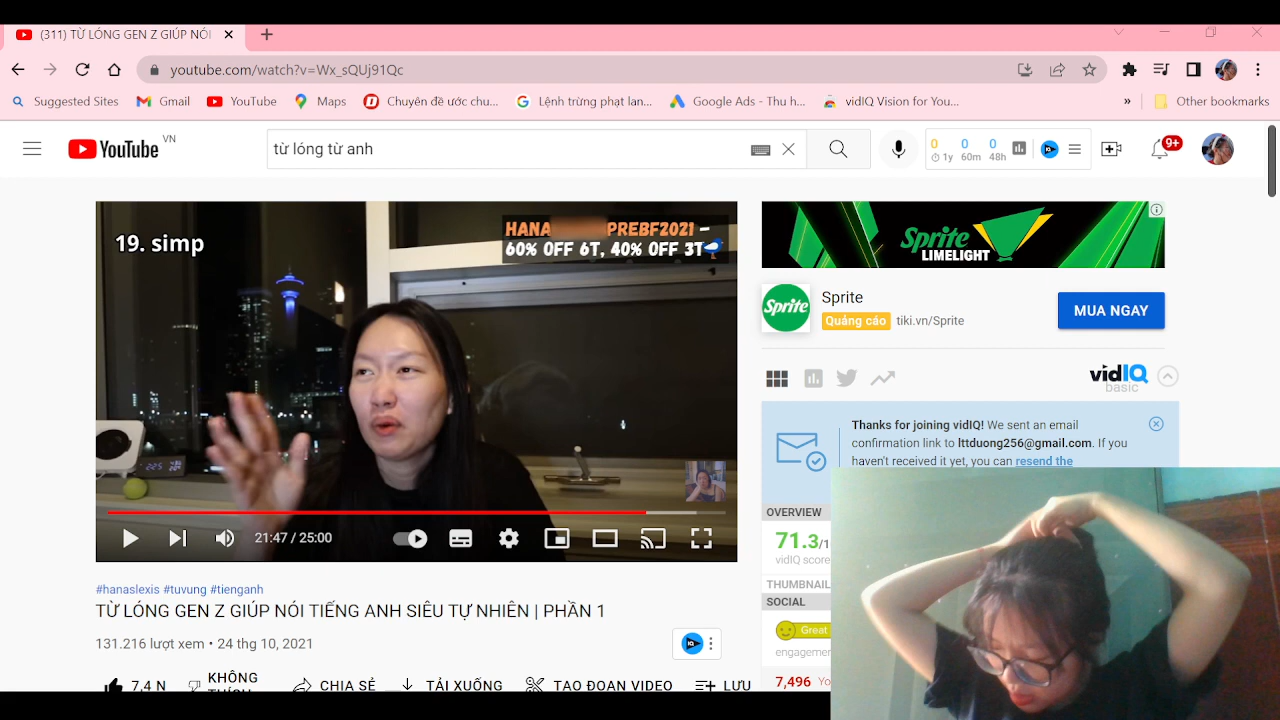 (311) TỪ LÓNG GEN Z GIÚP NÓI
youtube.com/watch?v=Wx_sQUj91Qc
Suggested Sites
Gmail
YouTube
Maps
Chuyên đề ước chu...
Lệnh trừng phạt lan...
Google Ads - Thu h...
vidIQ Vision for You...
»
Other bookmarks
YouTube VN
từ lóng từ anh
0 0 0
1y 60m 48h
9+
19. simp
HANA PREBF2021 -
60% OFF 6T, 40% OFF 3T
225
21:47 / 25:00
Sprite
LIMELIGHT
Sprite
Sprite
Quảng cáo tiki.vn/Sprite
MUA NGAY
vidIQ
basic
Thanks for joining vidIQ! We sent an email
confirmation link to lttduong256@gmail.com. If you
haven't received it yet, you can resend the
OVERVIEW
71.3/1
vidIQ score
THUMBNAIL
SOCIAL
Great
engagemen
7,496 Yo
#hanaslexis #tuvung #tienganh
TỪ LÓNG GEN Z GIÚP NÓI TIẾNG ANH SIÊU TỰ NHIÊN | PHẦN 1
131.216 lượt xem • 24 thg 10, 2021
7,4 N
KHÔNG
THÍCH
CHIA SẺ
TẢI XUỐNG
TẠO ĐOẠN VIDEO
LƯU